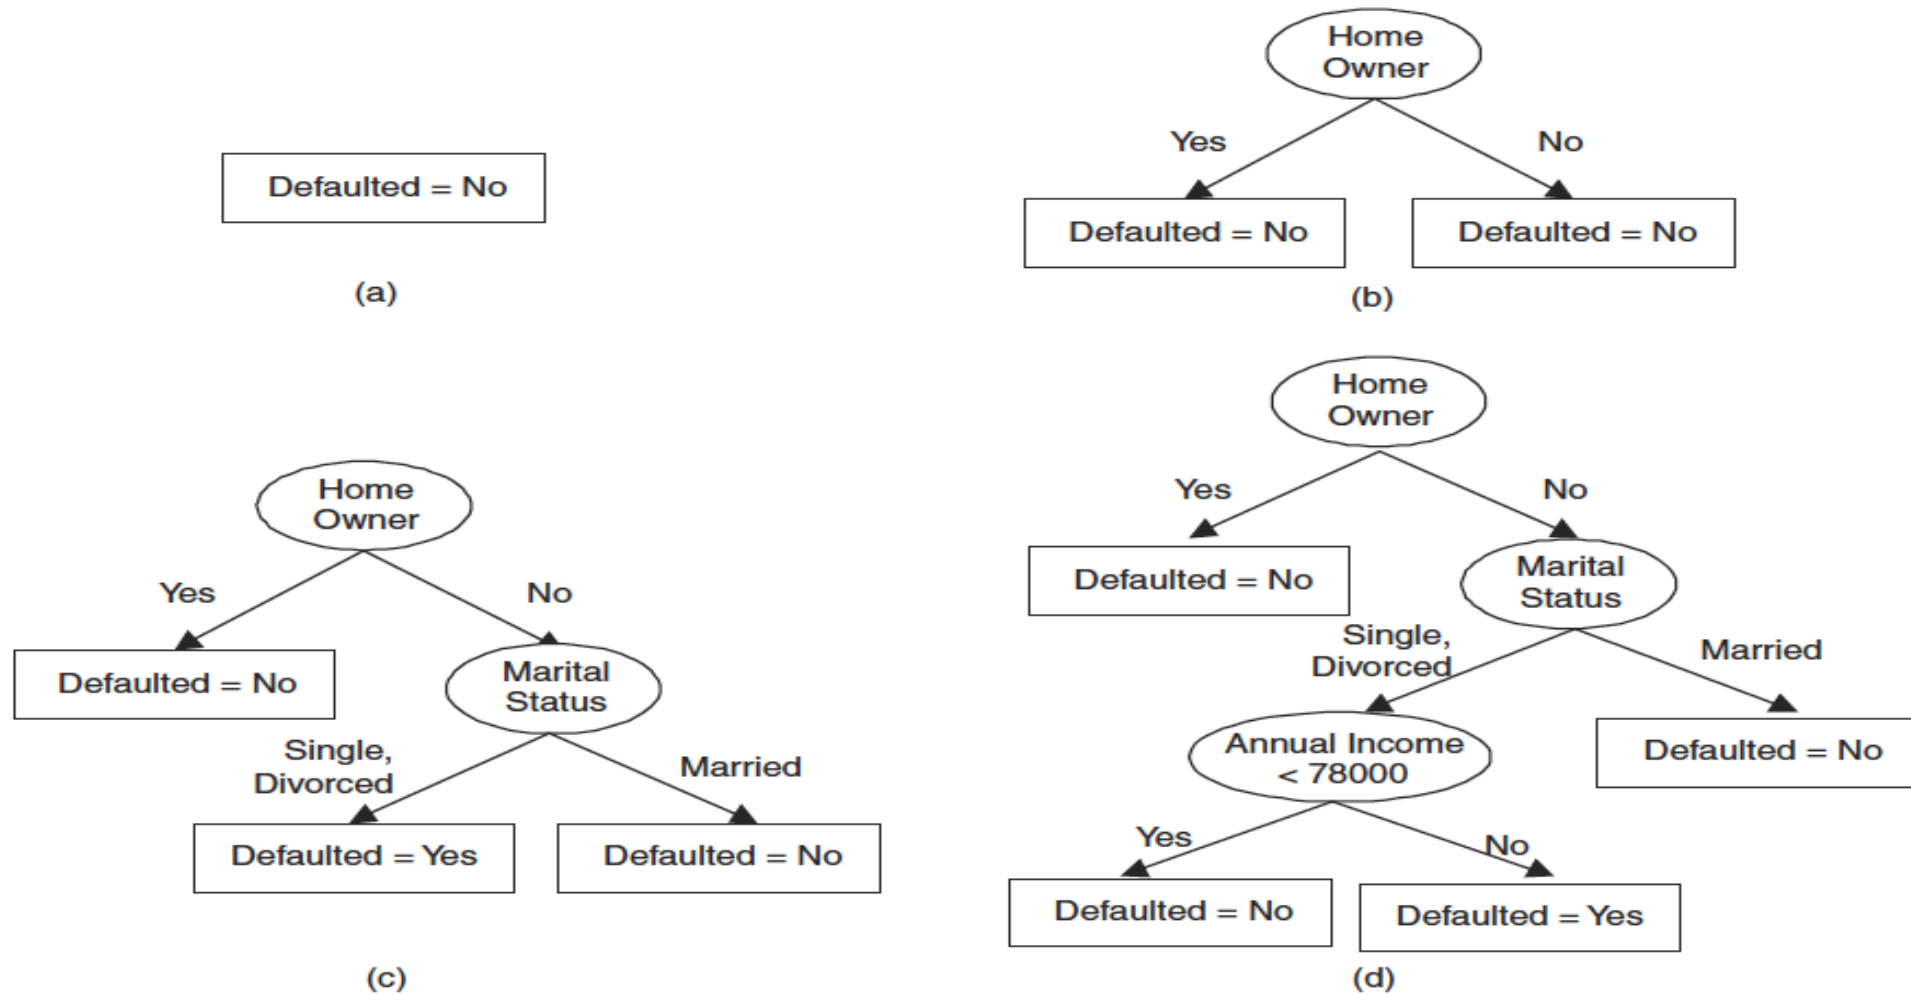 Defaulted = No
(a)
Home
Owner
Yes
No
Defaulted = No
Defaulted = No
(b)
Home
Owner
Yes
No
Defaulted = No
Marital
Status
Single,
Divorced
Married
Defaulted = Yes
Defaulted = No
(c)
Home
Owner
Yes
No
Defaulted = No
Marital
Status
Single,
Divorced
Married
Annual Income
< 78000
Defaulted = No
Yes
No
Defaulted = No
Defaulted = Yes
(d)